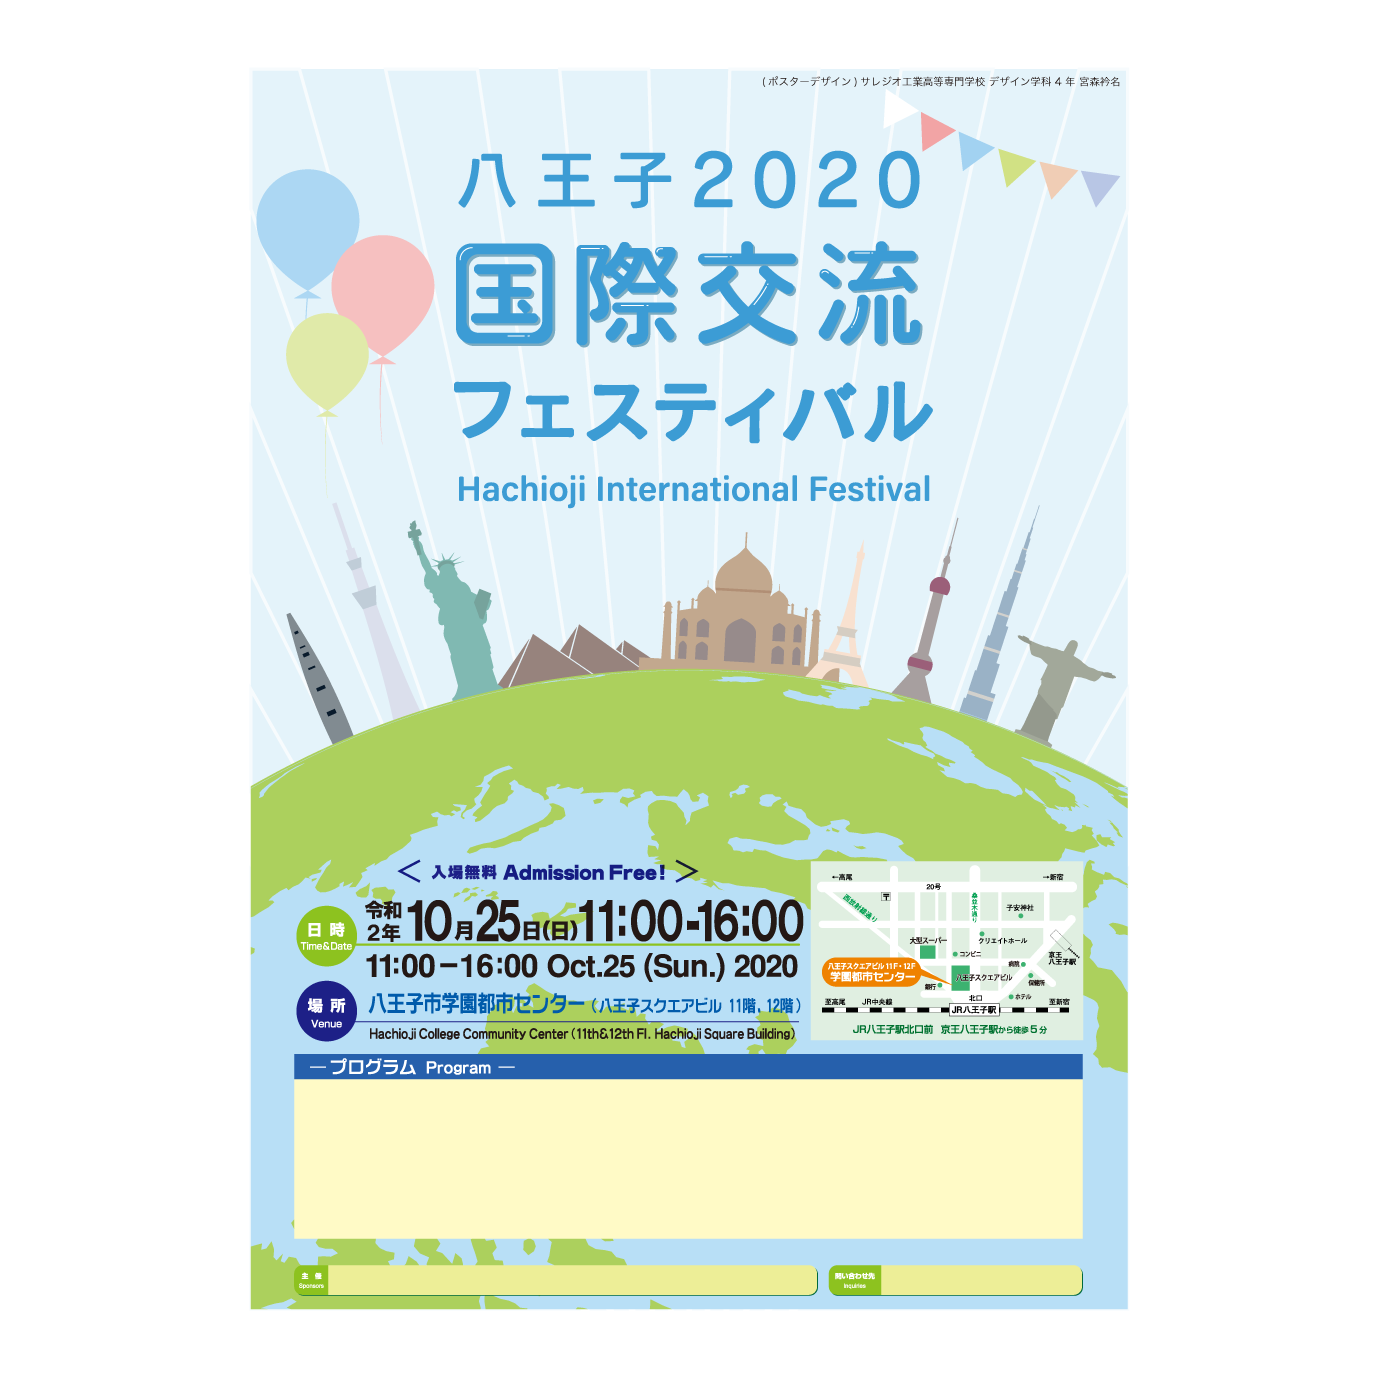 (ポスターデザイン) サレジオ工業高等専門学校 デザイン学科4年 宮森衿名
八王子2020
国際交流
フェスティバル
Hachioji International Festival
< 入場無料 Admission Free! >
日時
Time&Date
令和2年 10月25日(日)11:00-16:00
11:00−16:00 Oct.25 (Sun.) 2020
場所
Venue
八王子市学園都市センター(八王子スクエアビル 11階, 12階)
Hachioji College Community Center (11th&12th Fl. Hachioji Square Building)
←高尾
→新宿
20号
西放射線通り
〒
子安神社
大型スーパー
クリエイトホール
コンビニ
京王八王子駅
病院
八王子スクエアビル 11F・12F
学園都市センター
八王子スクエアビル
保健所
銀行
北口
ホテル
至高尾
JR中央線
JR八王子駅
至新宿
JR八王子駅北口前 京王八王子駅から徒歩5分
―プログラム Program―
主催
Sponsors
問い合わせ先
Inquiries